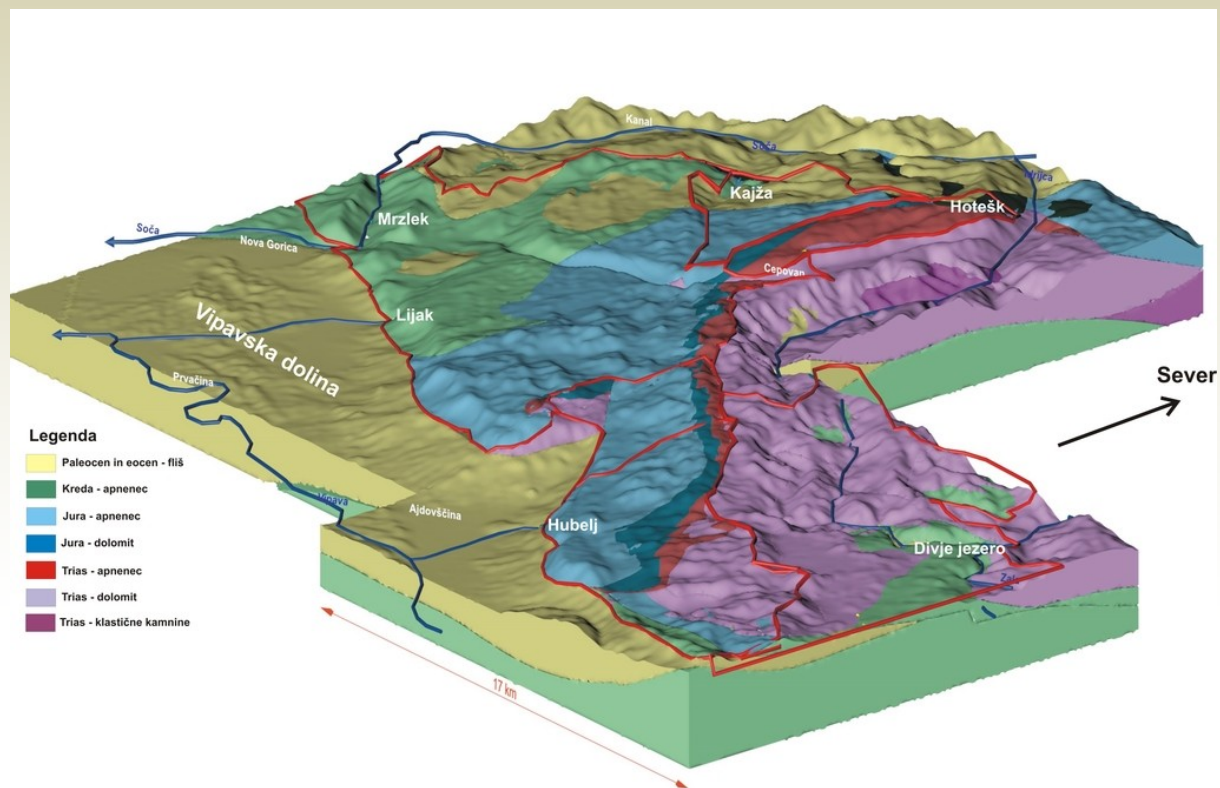 Kanal
Soča
Idrijca
Kajža
Hotešk
Mrzlek
Soča
Nova Gorica
Čepovan
Lijak
Vipavska dolina
Prvačina
Sever
Legenda
Paleocen in eocen - fliš
Kreda - apnenec
Jura - apnenec
Jura - dolomit
Trias - apnenec
Trias - dolomit
Trias - klastične kamnine
Vipava
Ajdovščina
Hubelj
Divje jezero
17 km